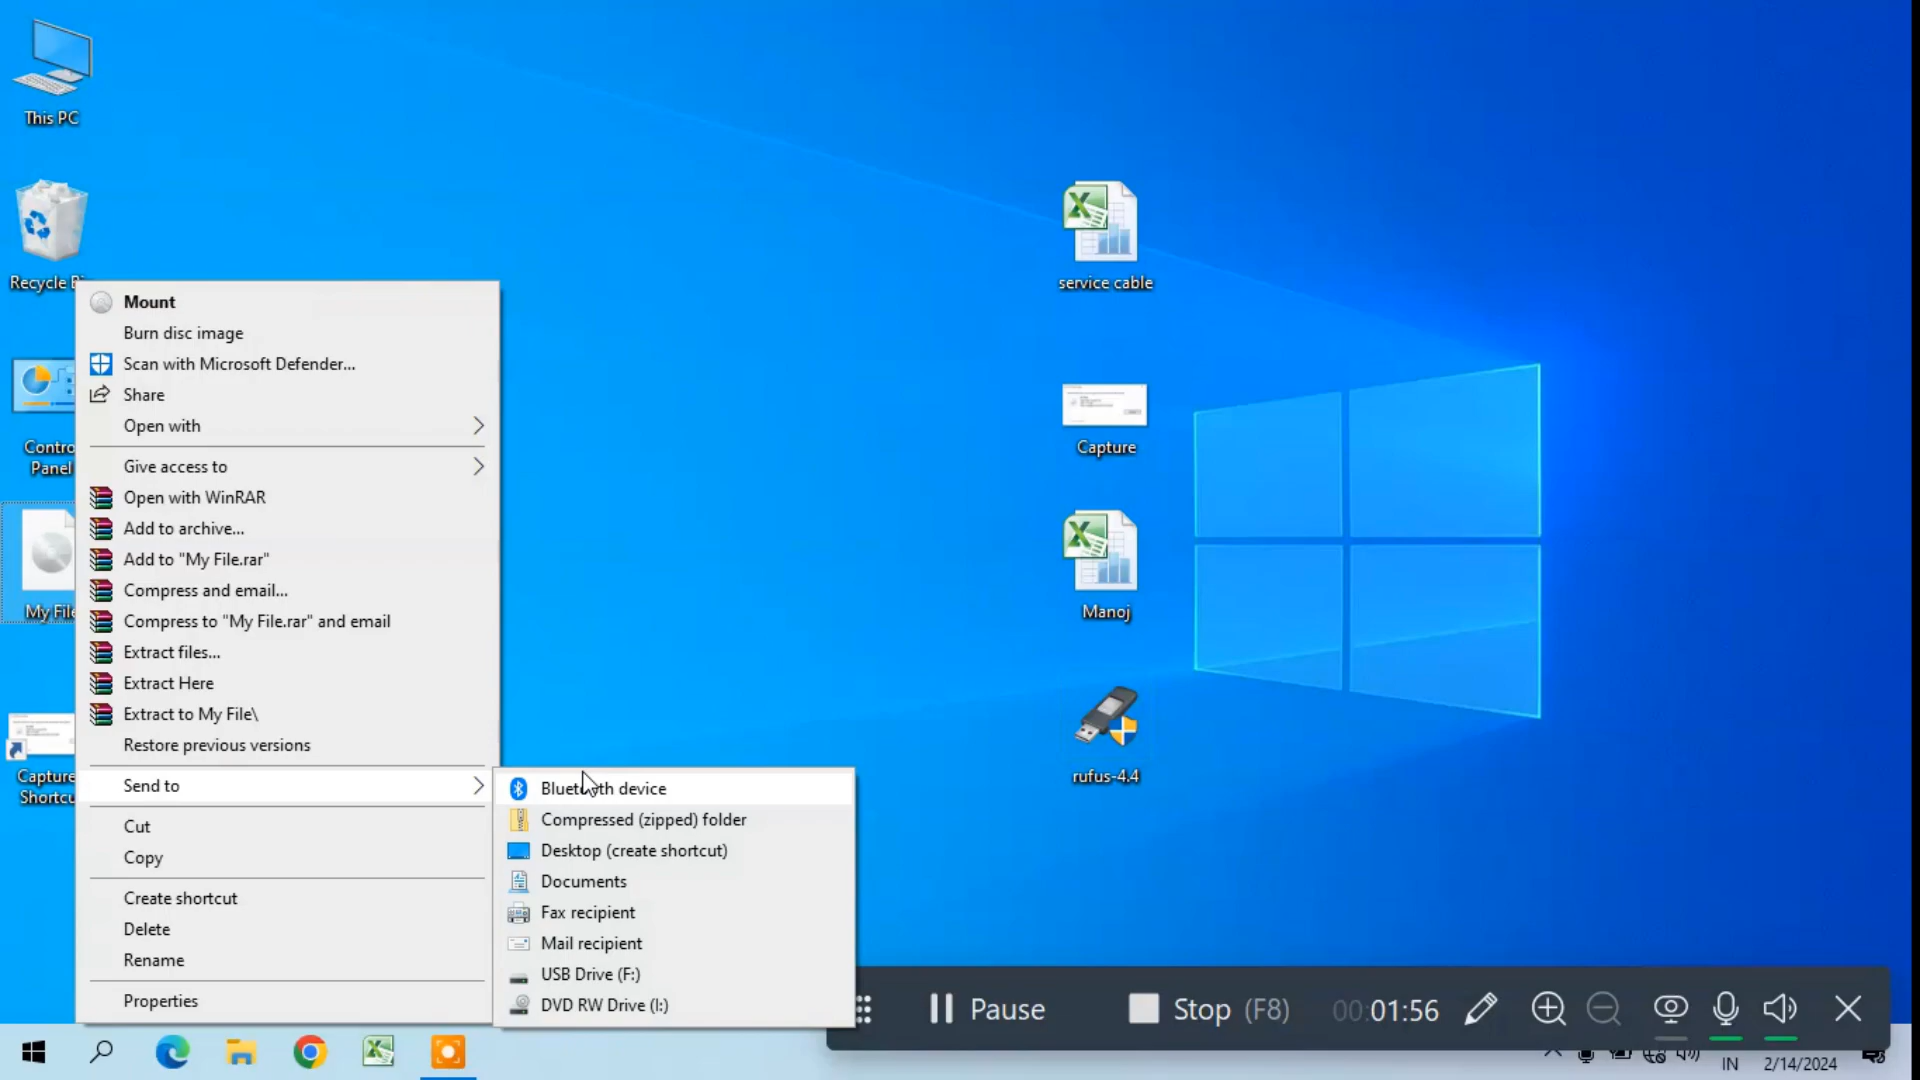 This PC
Recycle B
Contro
Panel
My File
Capture
Shortcu
Mount
Burn disc image
Scan with Microsoft Defender...
Share
Open with
Give access to
Open with WinRAR
Add to archive...
Add to "My File.rar"
Compress and email...
Compress to "My File.rar" and email
Extract files...
Extract Here
Extract to My File\
Restore previous versions
Send to
Cut
Copy
Create shortcut
Delete
Rename
Properties
Bluetooth device
Compressed (zipped) folder
Desktop (create shortcut)
Documents
Fax recipient
Mail recipient
USB Drive (F:)
DVD RW Drive (I:)
service cable
Capture
Manoj
rufus-4.4
Pause
Stop (F8)
00:01:56
IN
2/14/2024